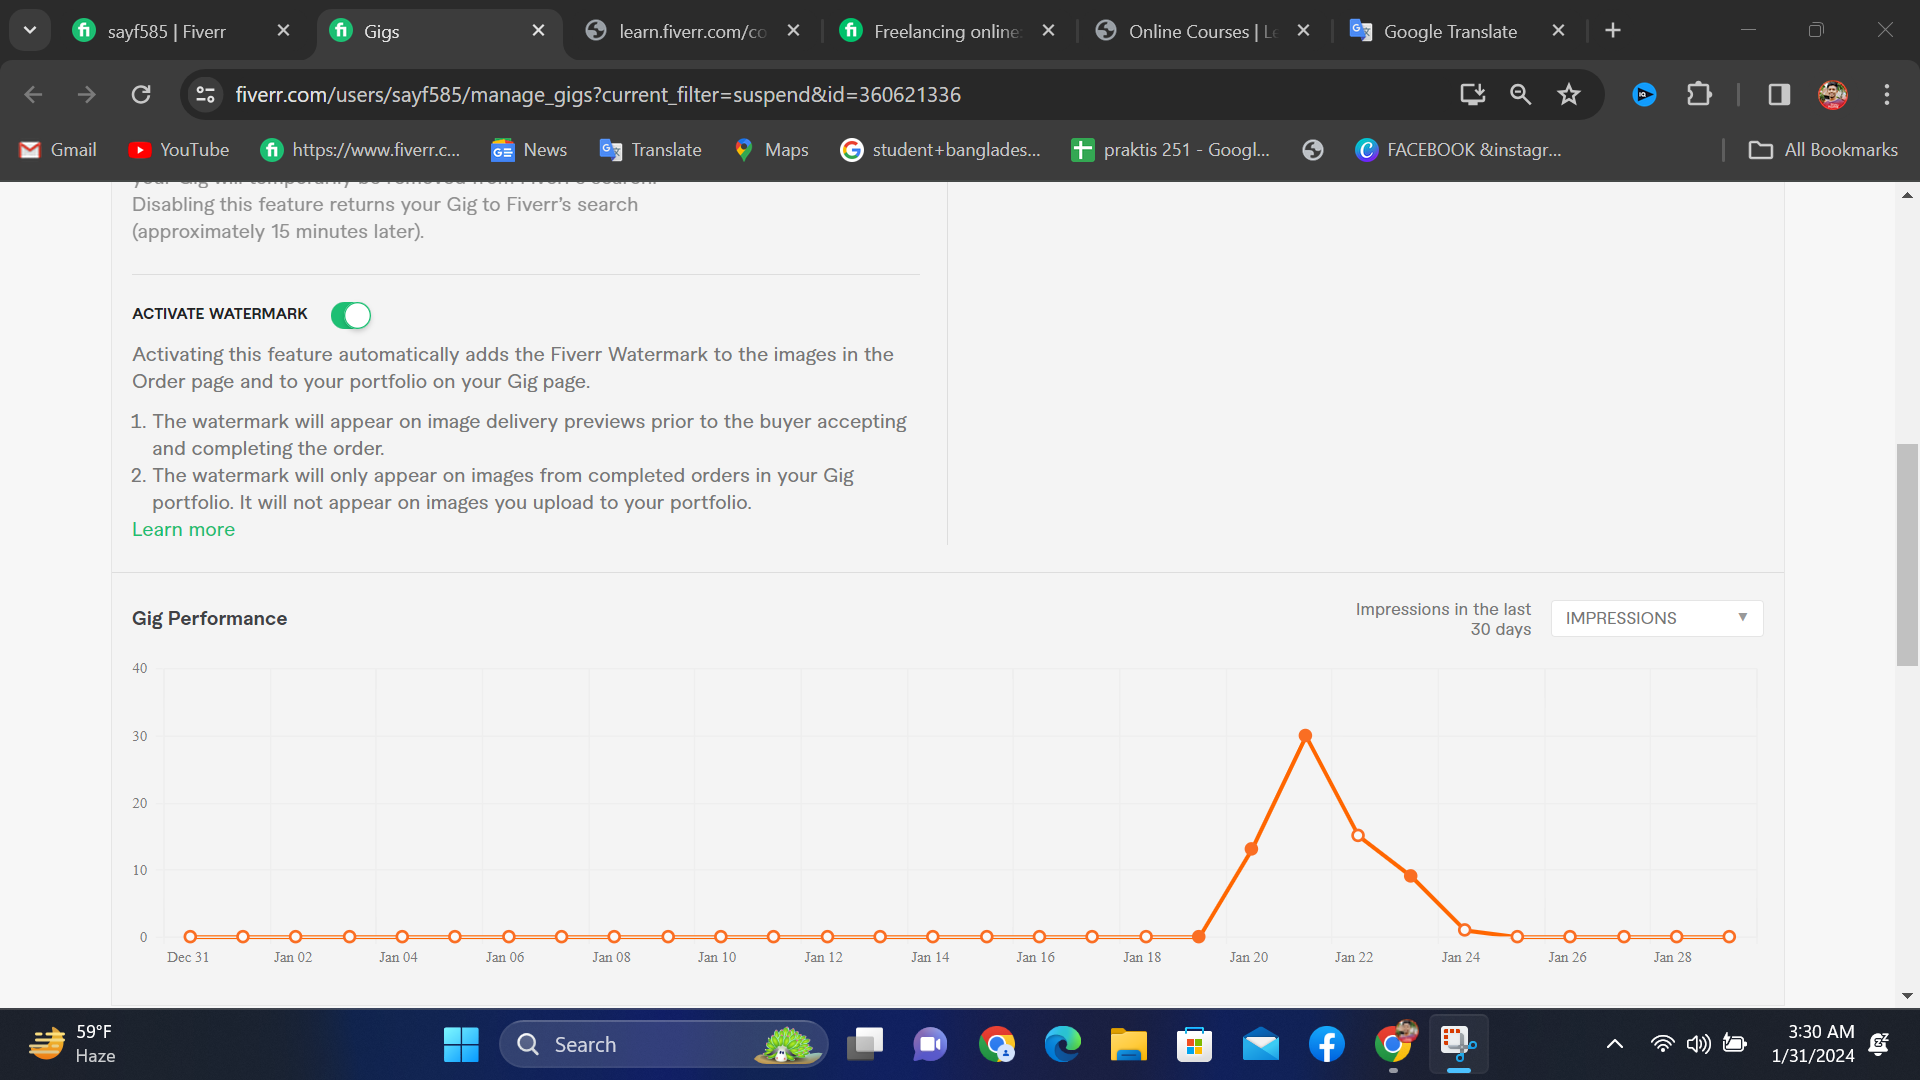 sayf585 | Fiverr
Gigs
learn.fiverr.com/co
Freelancing online:
Online Courses | Le
Google Translate
fiverr.com/users/sayf585/manage_gigs?current_filter=suspend&id=360621336
Gmail
YouTube
https://www.fiverr.c...
News
Translate
Maps
student+banglades...
praktis 251 - Googl...
FACEBOOK &instagr...
All Bookmarks
your Gig will temporarily be removed from Fiverr's search.
Disabling this feature returns your Gig to Fiverr's search
(approximately 15 minutes later).
ACTIVATE WATERMARK
Activating this feature automatically adds the Fiverr Watermark to the images in the
Order page and to your portfolio on your Gig page.
1. The watermark will appear on image delivery previews prior to the buyer accepting
and completing the order.
2. The watermark will only appear on images from completed orders in your Gig
portfolio. It will not appear on images you upload to your portfolio.
Learn more
Gig Performance
Impressions in the last
30 days
IMPRESSIONS
40
30
20
10
0
Dec 31 Jan 02 Jan 04 Jan 06 Jan 08 Jan 10 Jan 12 Jan 14 Jan 16 Jan 18 Jan 20 Jan 22 Jan 24 Jan 26 Jan 28
59°F
Haze
Search
3:30 AM
1/31/2024